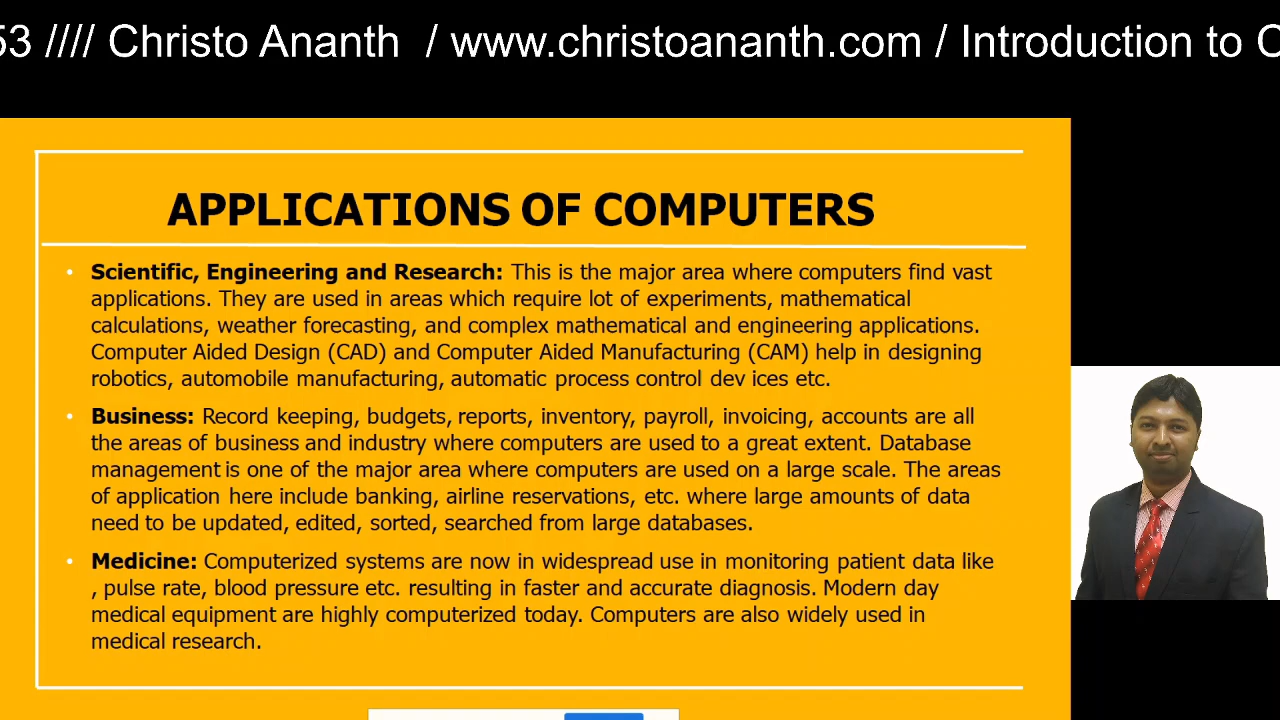 53 //// Christo Ananth / www.christoananth.com / Introduction to C
APPLICATIONS OF COMPUTERS
• Scientific, Engineering and Research: This is the major area where computers find vast
applications. They are used in areas which require lot of experiments, mathematical
calculations, weather forecasting, and complex mathematical and engineering applications.
Computer Aided Design (CAD) and Computer Aided Manufacturing (CAM) help in designing
robotics, automobile manufacturing, automatic process control dev ices etc.
• Business: Record keeping, budgets, reports, inventory, payroll, invoicing, accounts are all
the areas of business and industry where computers are used to a great extent. Database
management is one of the major area where computers are used on a large scale. The areas
of application here include banking, airline reservations, etc. where large amounts of data
need to be updated, edited, sorted, searched from large databases.
• Medicine: Computerized systems are now in widespread use in monitoring patient data like
, pulse rate, blood pressure etc. resulting in faster and accurate diagnosis. Modern day
medical equipment are highly computerized today. Computers are also widely used in
medical research.